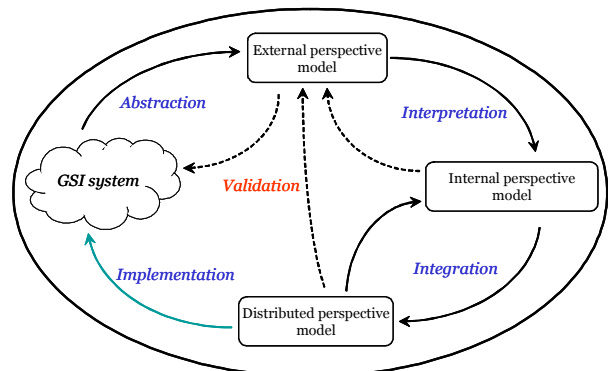 External perspective
model
Abstraction
Interpretation
GSI system
Validation
Internal perspective
model
Implementation
Integration
Distributed perspective
model